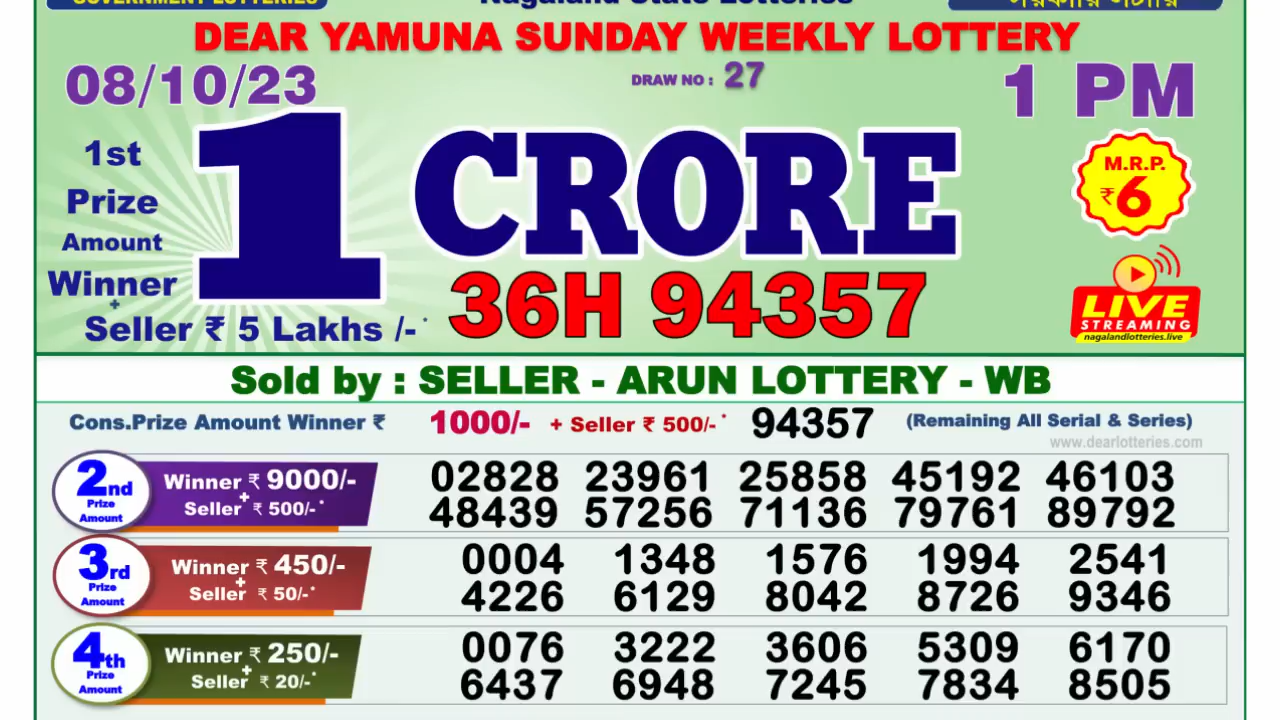 GOVERNMENT LOTTERIES
Nagaland State Lotteries
DEAR YAMUNA SUNDAY WEEKLY LOTTERY
08/10/23
DRAW NO : 27
1 PM
1st
Prize
Amount
Winner
+
Seller ₹ 5 Lakhs /-*
1 CRORE
36H 94357
M.R.P.
₹6
LIVE
STREAMING
nagalandlotteries.live
Sold by : SELLER - ARUN LOTTERY - WB
Cons.Prize Amount Winner ₹ 1000/- + Seller ₹ 500/-* 94357 (Remaining All Serial & Series)
www.dearlotteries.com
2nd Prize Amount
Winner ₹ 9000/-
+
Seller ₹ 500/-*
02828 23961 25858 45192 46103
48439 57256 71136 79761 89792
3rd Prize Amount
Winner ₹ 450/-
+
Seller ₹ 50/-*
0004 1348 1576 1994 2541
4226 6129 8042 8726 9346
4th Prize Amount
Winner ₹ 250/-
+
Seller ₹ 20/-*
0076 3222 3606 5309 6170
6437 6948 7245 7834 8505